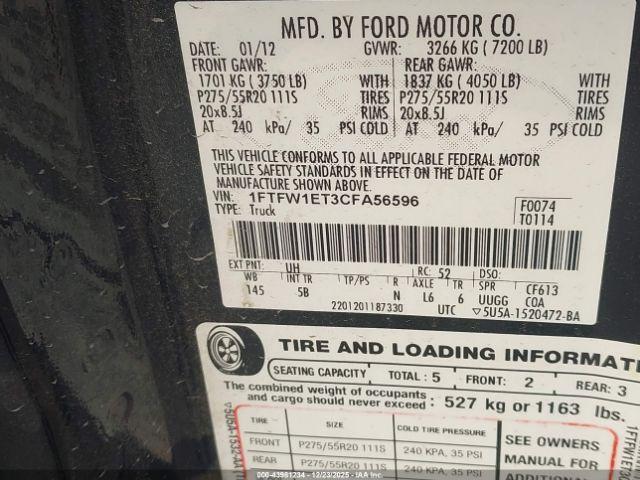 MFD. BY FORD MOTOR CO.
DATE: 01/12 GVWR: 3266 KG ( 7200 LB)
FRONT GAWR: REAR GAWR:
1701 KG ( 3750 LB) WITH 1837 KG ( 4050 LB) WITH
P275/55R20 111S TIRES P275/55R20 111S TIRES
20x8.5J RIMS 20x8.5J RIMS
AT 240 kPa/ 35 PSI COLD AT 240 kPa/ 35 PSI COLD
THIS VEHICLE CONFORMS TO ALL APPLICABLE FEDERAL MOTOR
VEHICLE SAFETY STANDARDS IN EFFECT ON THE DATE OF
MANUFACTURE SHOWN ABOVE.
VIN: 1FTFW1ET3CFA56596 F0074
TYPE: Truck T0114
EXT PNT: UH RC: 52 DSO:
WB INT TR TP/PS R AXLE TR SPR CF613
145 5B N L6 6 UUGG COA
2201201187330 UTC ▽5U5A-1520472-BA
TIRE AND LOADING INFORMATI
SEATING CAPACITY TOTAL : 5 FRONT: 2 REAR: 3
The combined weight of occupants
and cargo should never exceed : 527 kg or 1163 lbs.
TIRE SIZE COLD TIRE PRESSURE SEE OWNERS
FRONT P275/55R20 111S 240 KPA, 35 PSI MANUAL FOR
REAR P275/55R20 111S 240 KPA, 35 PSI ADDITIONAL
000-43981234 - 12/23/2025 - IAA